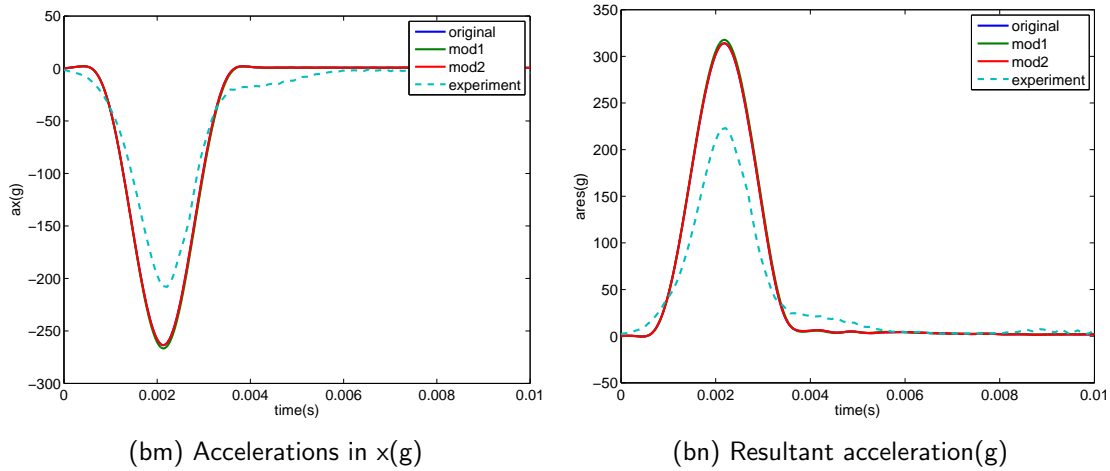 50
0
−50
−100
−150
−200
−250
−300
ax(g)
0
0.002
0.004
0.006
0.008
0.01
time(s)
original
mod1
mod2
experiment
(bm) Accelerations in x(g)
350
300
250
200
150
100
50
0
−50
ares(g)
0
0.002
0.004
0.006
0.008
0.01
time(s)
original
mod1
mod2
experiment
(bn) Resultant acceleration(g)